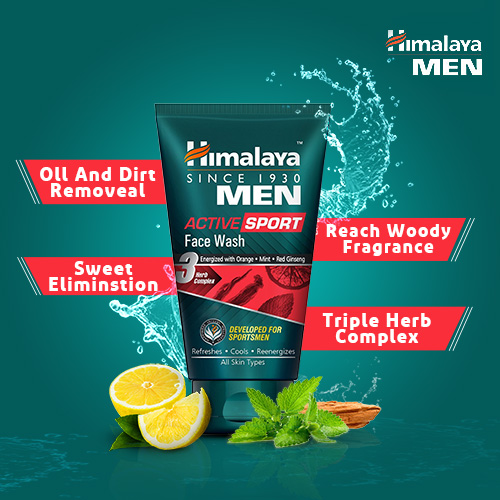 Himalaya
MEN
Himalaya
SINCE 1930
MEN
ACTIVE SPORT
Face Wash
Energized with Orange • Mint • Red Ginseng
3 Herb
Complex
DEVELOPED FOR
SPORTSMEN
Refreshes • Cools • Reenergizes
All Skin Types
Oll And Dirt
Removeal
Sweet
Eliminstion
Reach Woody
Fragrance
Triple Herb
Complex